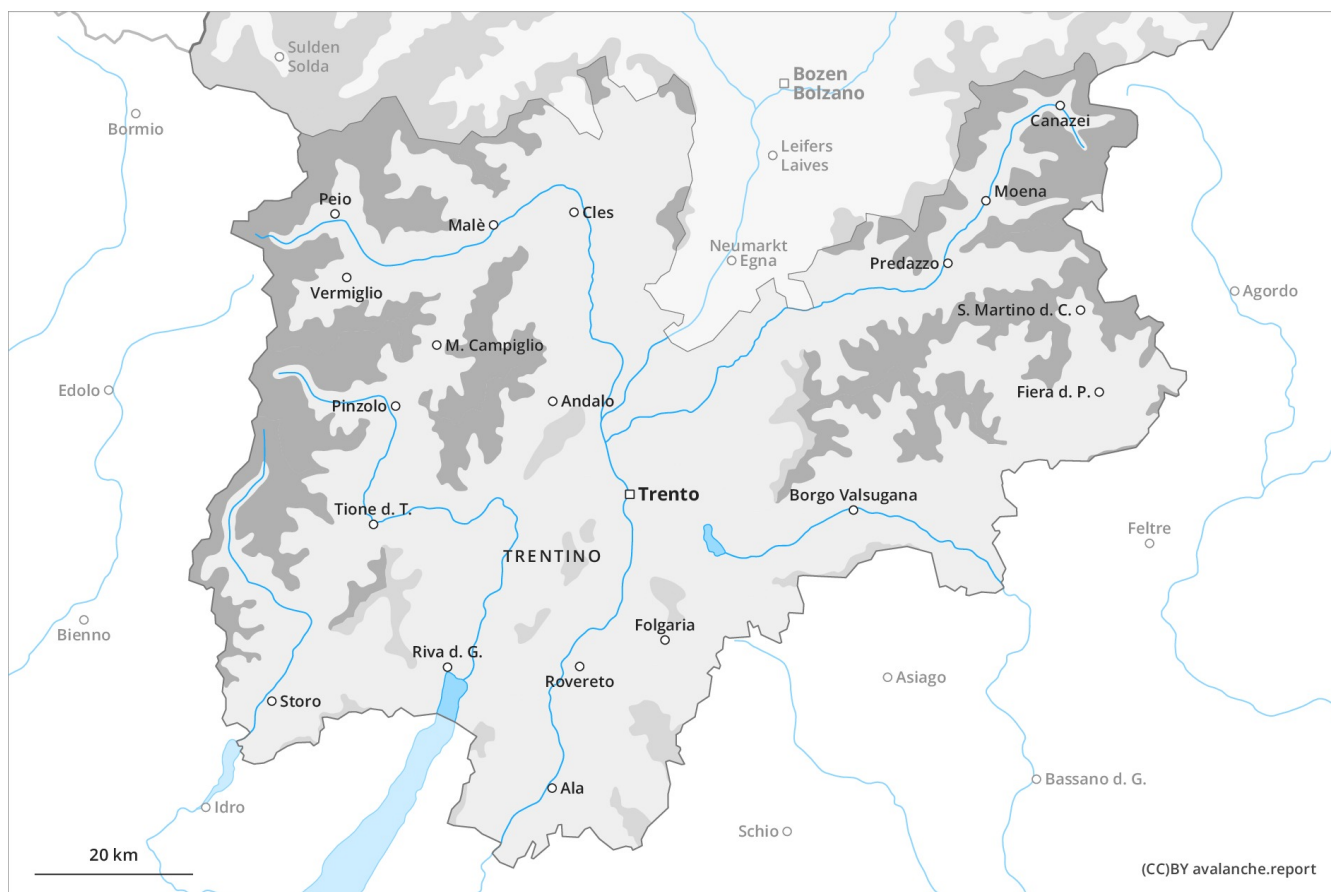 Sulden
Solda
Bozen
Bolzano
Bormio
Canazei
Leifers
Laives
Peio
Moena
Malè
Cles
Neumarkt
Egna
Predazzo
Vermiglio
Agordo
S. Martino d. C.
M. Campiglio
Edolo
Fiera d. P.
Pinzolo
Andalo
Trento
Borgo Valsugana
Tione d. T.
Feltre
TRENTINO
Bienno
Folgaria
Riva d. G.
Rovereto
Asiago
Storo
Bassano d. G.
Ala
Idro
Schio
20 km
(CC)BY avalanche.report